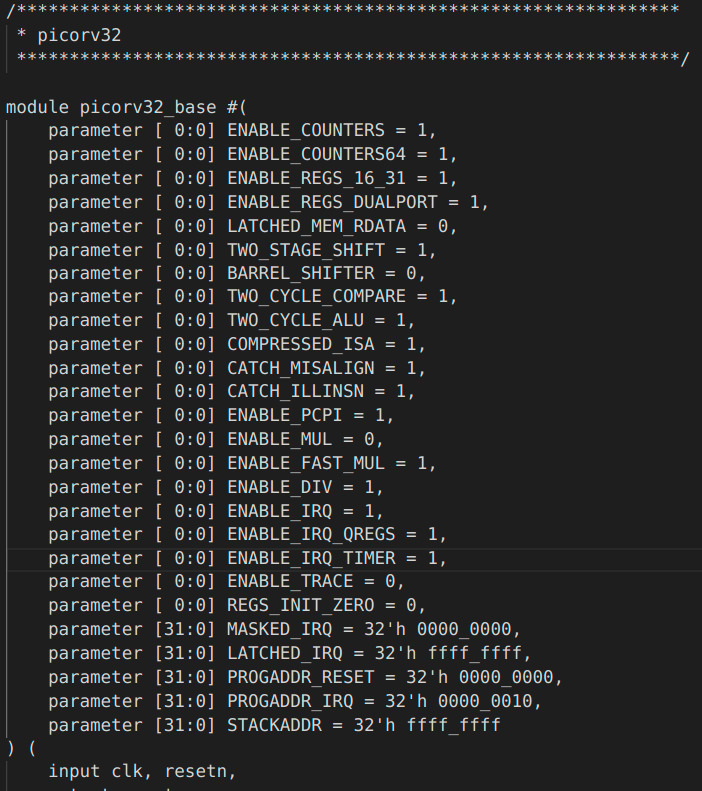 /***************************************************************
 * picorv32
 ***************************************************************/
module picorv32_base #(
    parameter [ 0:0] ENABLE_COUNTERS = 1,
    parameter [ 0:0] ENABLE_COUNTERS64 = 1,
    parameter [ 0:0] ENABLE_REGS_16_31 = 1,
    parameter [ 0:0] ENABLE_REGS_DUALPORT = 1,
    parameter [ 0:0] LATCHED_MEM_RDATA = 0,
    parameter [ 0:0] TWO_STAGE_SHIFT = 1,
    parameter [ 0:0] BARREL_SHIFTER = 0,
    parameter [ 0:0] TWO_CYCLE_COMPARE = 1,
    parameter [ 0:0] TWO_CYCLE_ALU = 1,
    parameter [ 0:0] COMPRESSED_ISA = 1,
    parameter [ 0:0] CATCH_MISALIGN = 1,
    parameter [ 0:0] CATCH_ILLINSN = 1,
    parameter [ 0:0] ENABLE_PCPI = 1,
    parameter [ 0:0] ENABLE_MUL = 0,
    parameter [ 0:0] ENABLE_FAST_MUL = 1,
    parameter [ 0:0] ENABLE_DIV = 1,
    parameter [ 0:0] ENABLE_IRQ = 1,
    parameter [ 0:0] ENABLE_IRQ_QREGS = 1,
    parameter [ 0:0] ENABLE_IRQ_TIMER = 1,
    parameter [ 0:0] ENABLE_TRACE = 0,
    parameter [ 0:0] REGS_INIT_ZERO = 0,
    parameter [31:0] MASKED_IRQ = 32'h 0000_0000,
    parameter [31:0] LATCHED_IRQ = 32'h ffff_ffff,
    parameter [31:0] PROGADDR_RESET = 32'h 0000_0000,
    parameter [31:0] PROGADDR_IRQ = 32'h 0000_0010,
    parameter [31:0] STACKADDR = 32'h ffff_ffff
) (
    input clk, resetn,